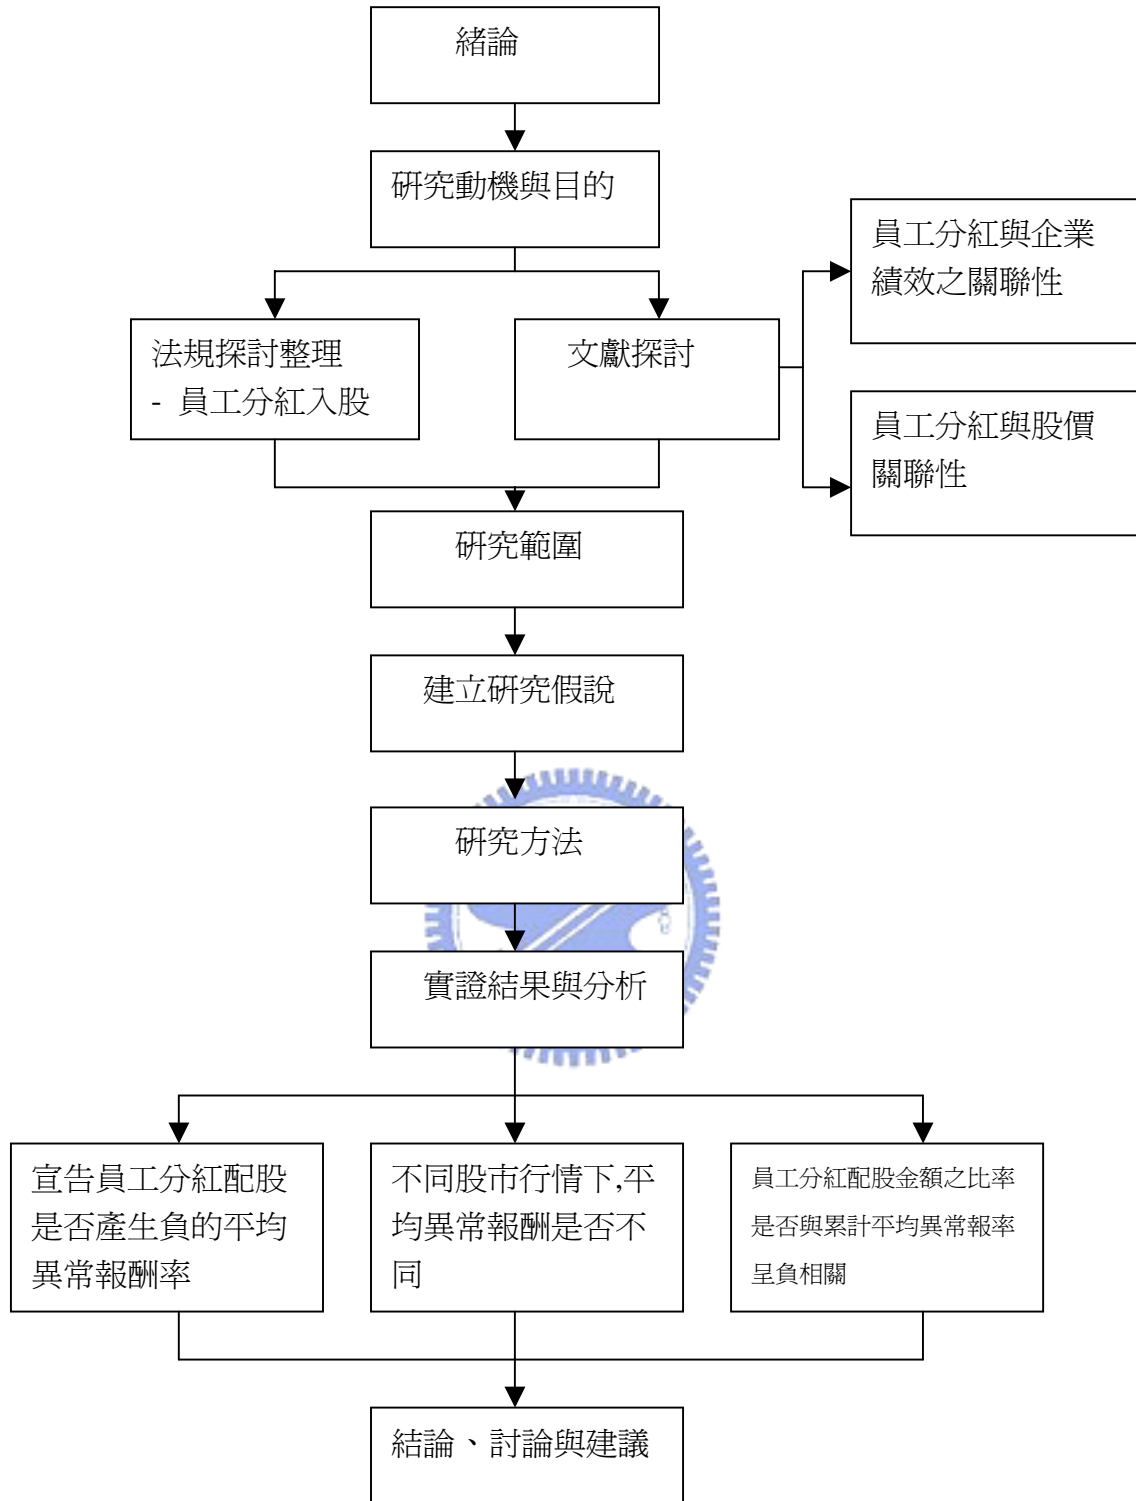 緒論
研究動機與目的
員工分紅與企業
績效之關聯性
法規探討整理
- 員工分紅入股
文獻探討
員工分紅與股價
關聯性
研究範圍
建立研究假說
研究方法
實證結果與分析
宣告員工分紅配股
是否產生負的平均
異常報酬率
不同股市行情下,平
均異常報酬是否不
同
員工分紅配股金額之比率
是否與累計平均異常報率
呈負相關
結論、討論與建議